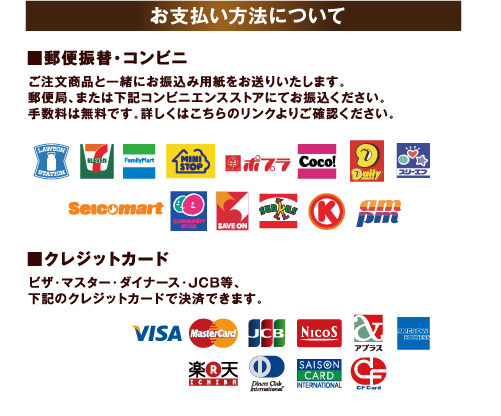 お支払い方法について
■郵便振替・コンビニ
ご注文商品と一緒にお振込み用紙をお送りいたします。
郵便局、または下記コンビニエンスストアにてお振込ください。
手数料は無料です。詳しくはこちらのリンクよりご確認ください。
LAWSON STATION
7 ELEVEN
FamilyMart
MINI STOP
ポプラ
Coco!
Daily
スリーエフ
Seicomart
COMMUNITY STORE
SAVE ON
SUNKUS
K
am pm
■クレジットカード
ビザ・マスター・ダイナース・JCB等、
下記のクレジットカードで決済できます。
VISA
MasterCard
JCB
NICOS
&
アプラス
AMERICAN EXPRESS
楽R天
ICHIBA
Diners Club
International
SAISON
CARD
INTERNATIONAL
CF
CF Card